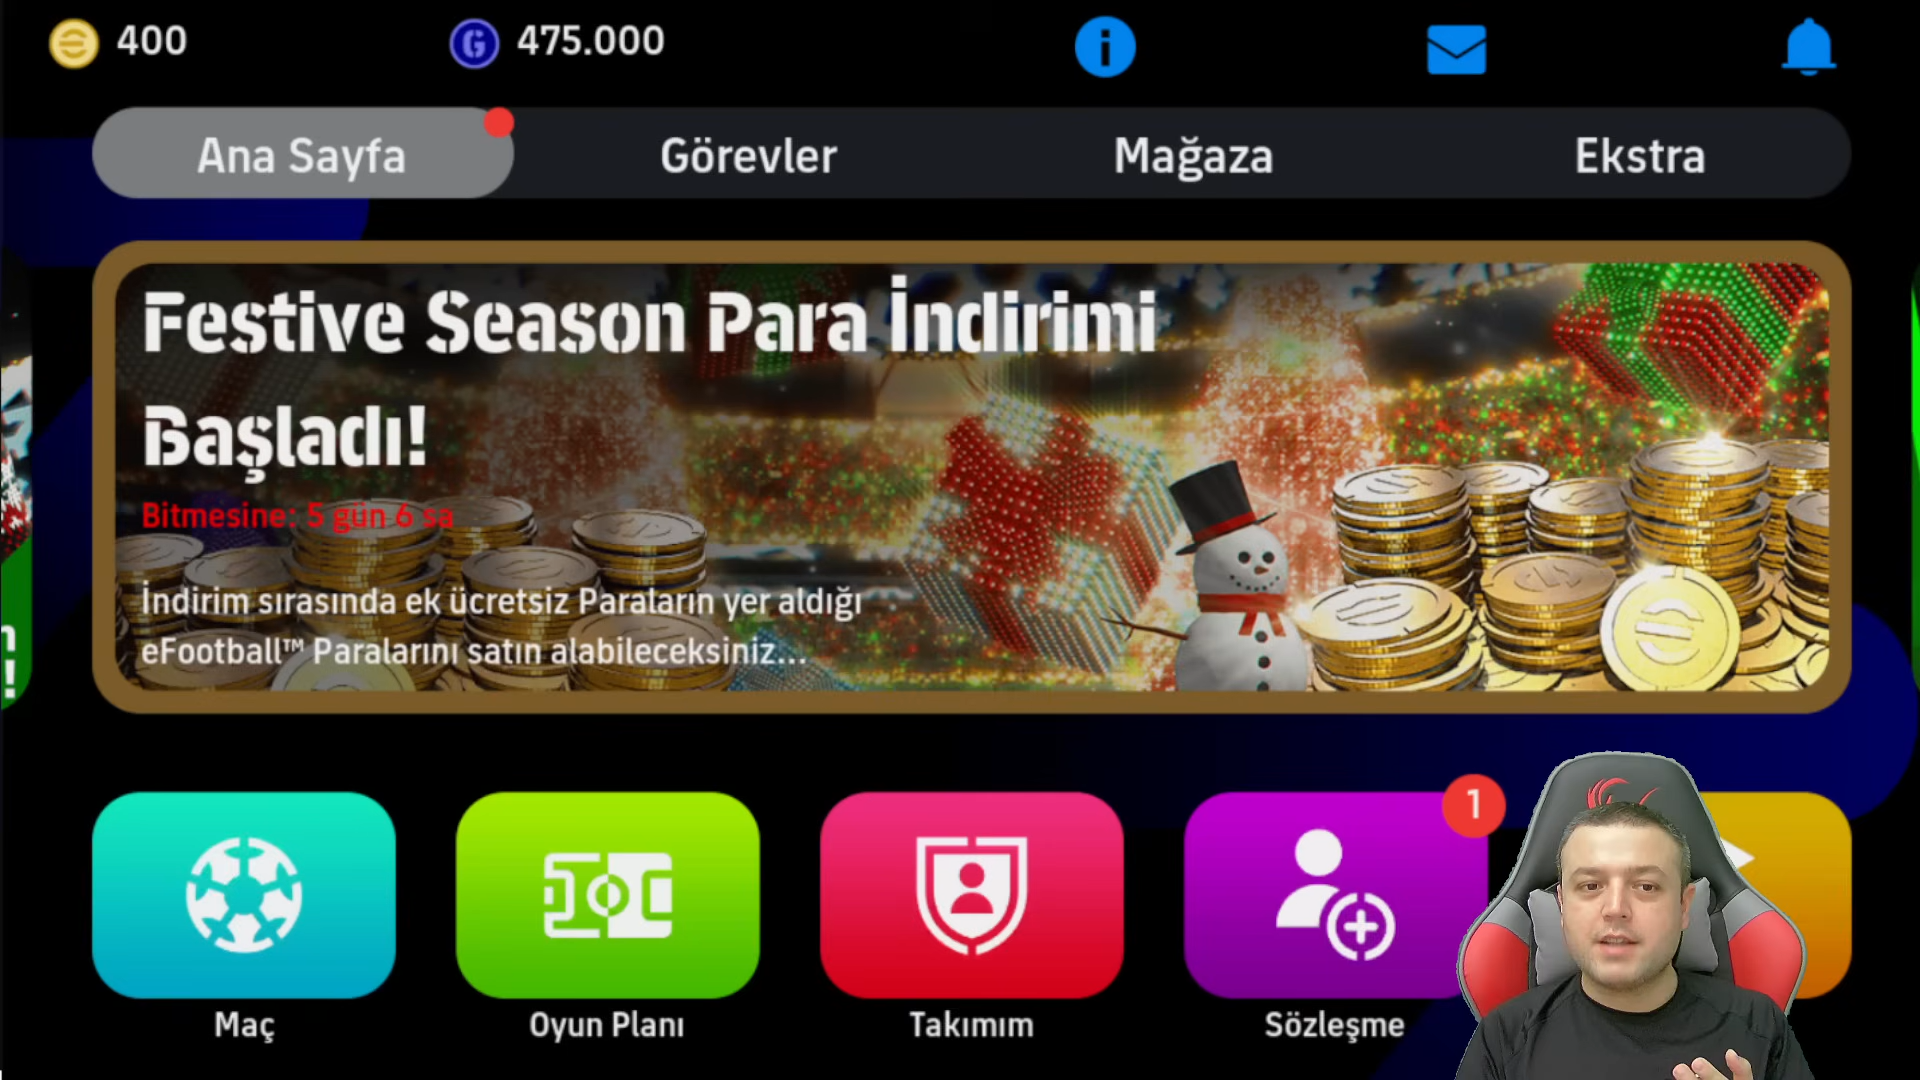 400
475.000
Ana Sayfa
Görevler
Mağaza
Ekstra
Festive Season Para İndirimi
Başladı!
Bitmesine: 5 gün 6 sa
İndirim sırasında ek ücretsiz Paraların yer aldığı
eFootball™ Paralarını satın alabileceksiniz...
1
Maç
Oyun Planı
Takımım
Sözleşme